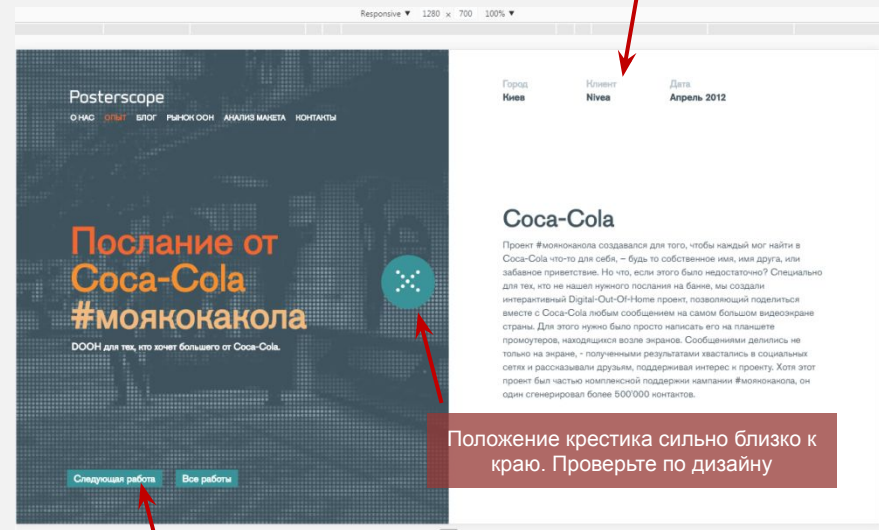 Responsive ▼ 1280 x 700 100% ▼
Posterscope
О НАС ОПЫТ БЛОГ РЫНОК ООН АНАЛИЗ МАКЕТА КОНТАКТЫ
Послание от
Coca-Cola
#моякокакола
DOOH для тех, кто хочет большего от Coca-Cola.
Следующая работа Все работы
Город Клиент Дата
Киев Nivea Апрель 2012
Coca-Cola
Проект #моякокакола создавался для того, чтобы каждый мог найти в
Coca-Cola что-то для себя, – будь то собственное имя, имя друга, или
забавное приветствие. Но что, если этого было недостаточно? Специально
для тех, кто не нашел нужного послания на банке, мы создали
интерактивный Digital-Out-Of-Home проект, позволяющий поделиться
вместе с Coca-Cola любым сообщением на самом большом видеоэкране
страны. Для этого нужно было просто написать его на планшете
промоутеров, находящихся возле экранов. Сообщениями делились не
только на экране, - полученными результатами хвастались в социальных
сетях и рассказывали друзьям, поддерживая интерес к проекту. Хотя этот
проект был частью комплексной поддержки кампании #моякокакола, он
один сгенерировал более 500'000 контактов.
Положение крестика сильно близко к
краю. Проверьте по дизайну